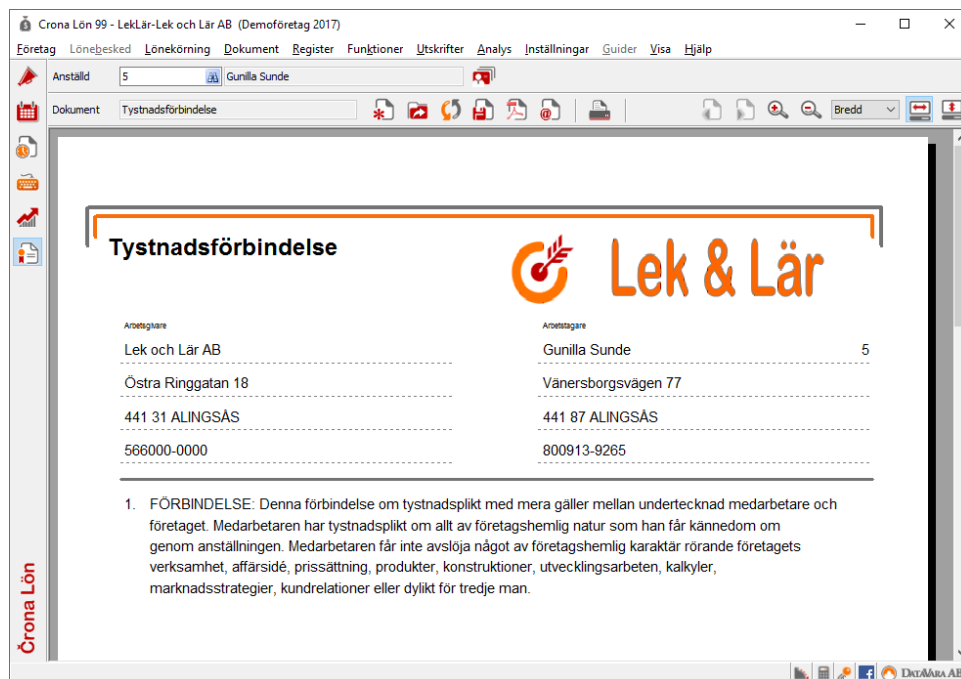 Crona Lön 99 - LekLär-Lek och Lär AB (Demoföretag 2017)
Företag Lönebesked Lönekörning Dokument Register Funktioner Utskrifter Analys Inställningar Guider Visa Hjälp
Anställd 5 Gunilla Sunde
Dokument Tystnadsförbindelse Bredd
Tystnadsförbindelse
Lek & Lär
Arbetsgivare Arbetstagare
Lek och Lär AB Gunilla Sunde 5
Östra Ringgatan 18 Vänersborgsvägen 77
441 31 ALINGSÅS 441 87 ALINGSÅS
566000-0000 800913-9265
1. FÖRBINDELSE: Denna förbindelse om tystnadsplikt med mera gäller mellan undertecknad medarbetare och
företaget. Medarbetaren har tystnadsplikt om allt av företagshemlig natur som han får kännedom om
genom anställningen. Medarbetaren får inte avslöja något av företagshemlig karaktär rörande företagets
verksamhet, affärsidé, prissättning, produkter, konstruktioner, utvecklingsarbeten, kalkyler,
marknadsstrategier, kundrelationer eller dylikt för tredje man.
Crona Lön
DATAVARA AB